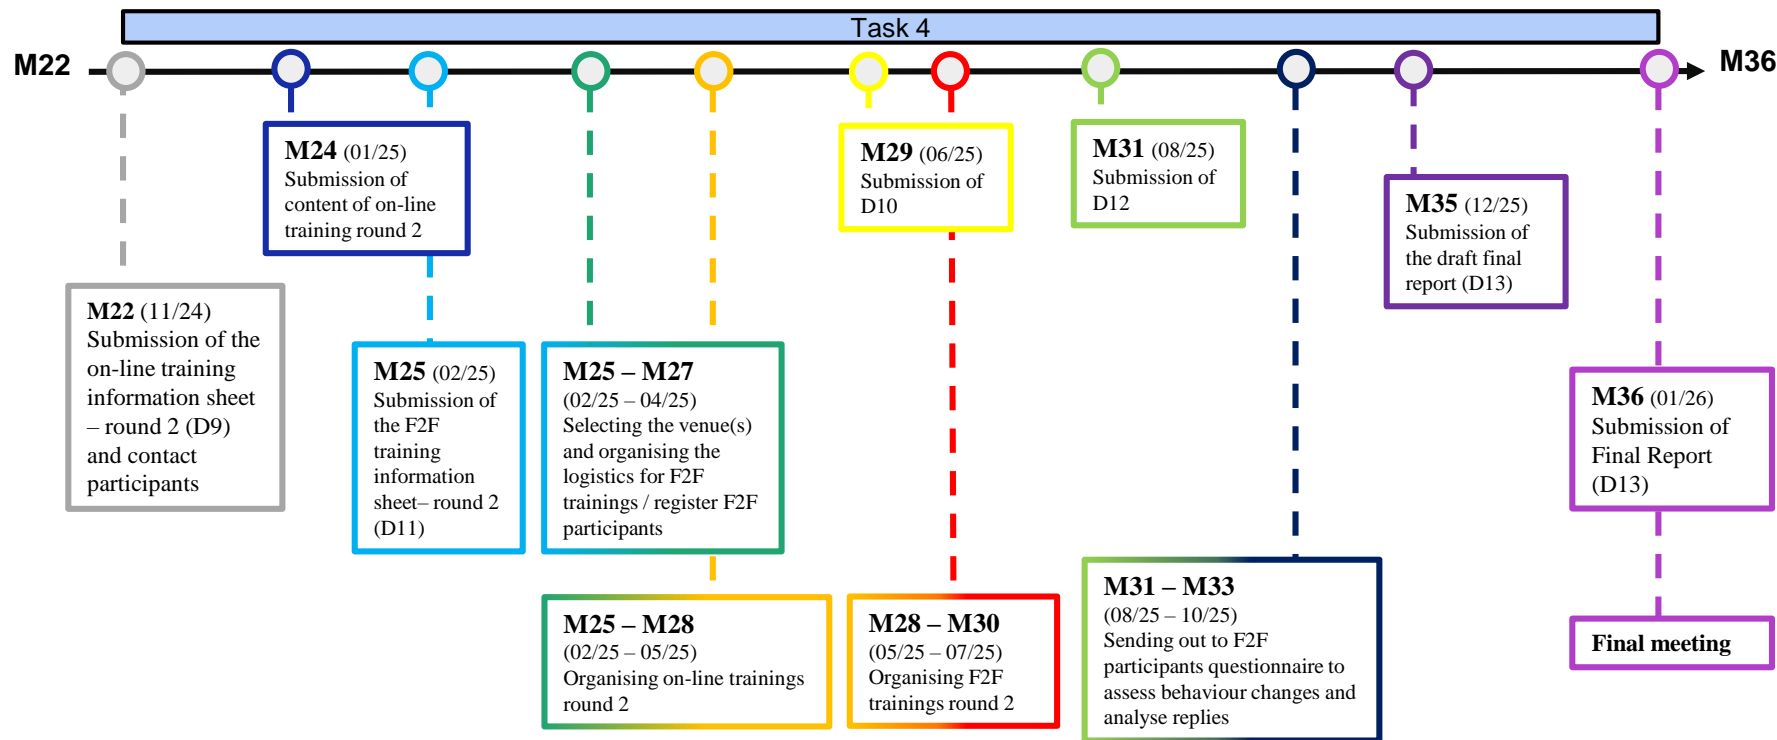 Task 4
M22
M36
M24 (01/25)
Submission of
content of on-line
training round 2
M29 (06/25)
Submission of
D10
M31 (08/25)
Submission of
D12
M35 (12/25)
Submission of
the draft final
report (D13)
M22 (11/24)
Submission of the
on-line training
information sheet
– round 2 (D9)
and contact
participants
M25 (02/25)
Submission of
the F2F
training
information
sheet– round 2
(D11)
M25 – M27
(02/25 – 04/25)
Selecting the venue(s)
and organising the
logistics for F2F
trainings / register F2F
participants
M36 (01/26)
Submission of
Final Report
(D13)
M25 – M28
(02/25 – 05/25)
Organising on-line trainings
round 2
M28 – M30
(05/25 – 07/25)
Organising F2F
trainings round 2
M31 – M33
(08/25 – 10/25)
Sending out to F2F
participants questionnaire to
assess behaviour changes and
analyse replies
Final meeting